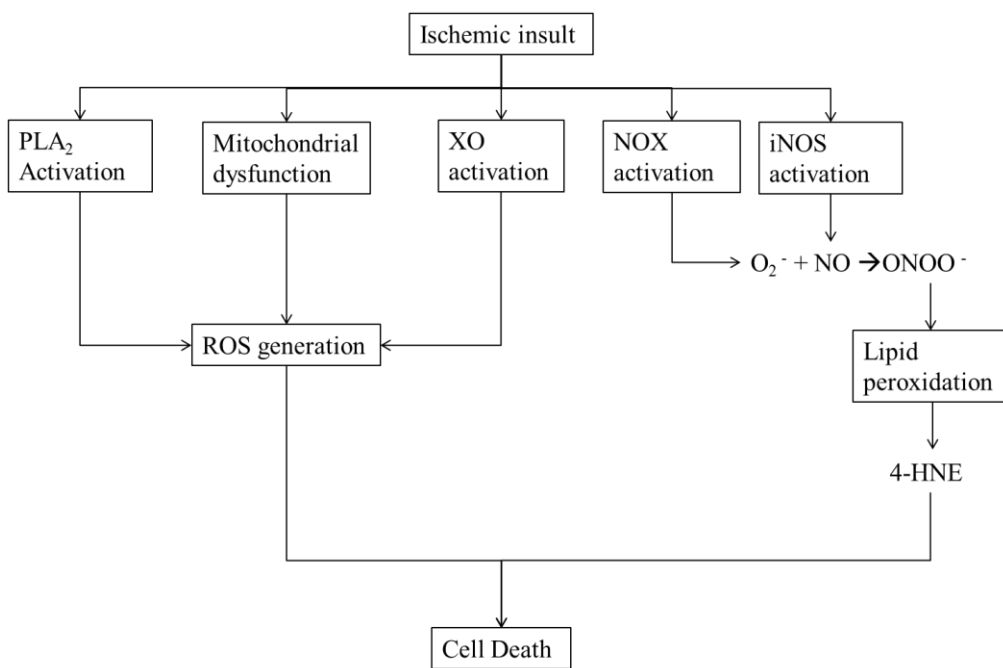 Ischemic insult
PLA₂
Activation
Mitochondrial
dysfunction
XO
activation
NOX
activation
iNOS
activation
O₂⁻ + NO → ONOO⁻
ROS generation
Lipid
peroxidation
4-HNE
Cell Death